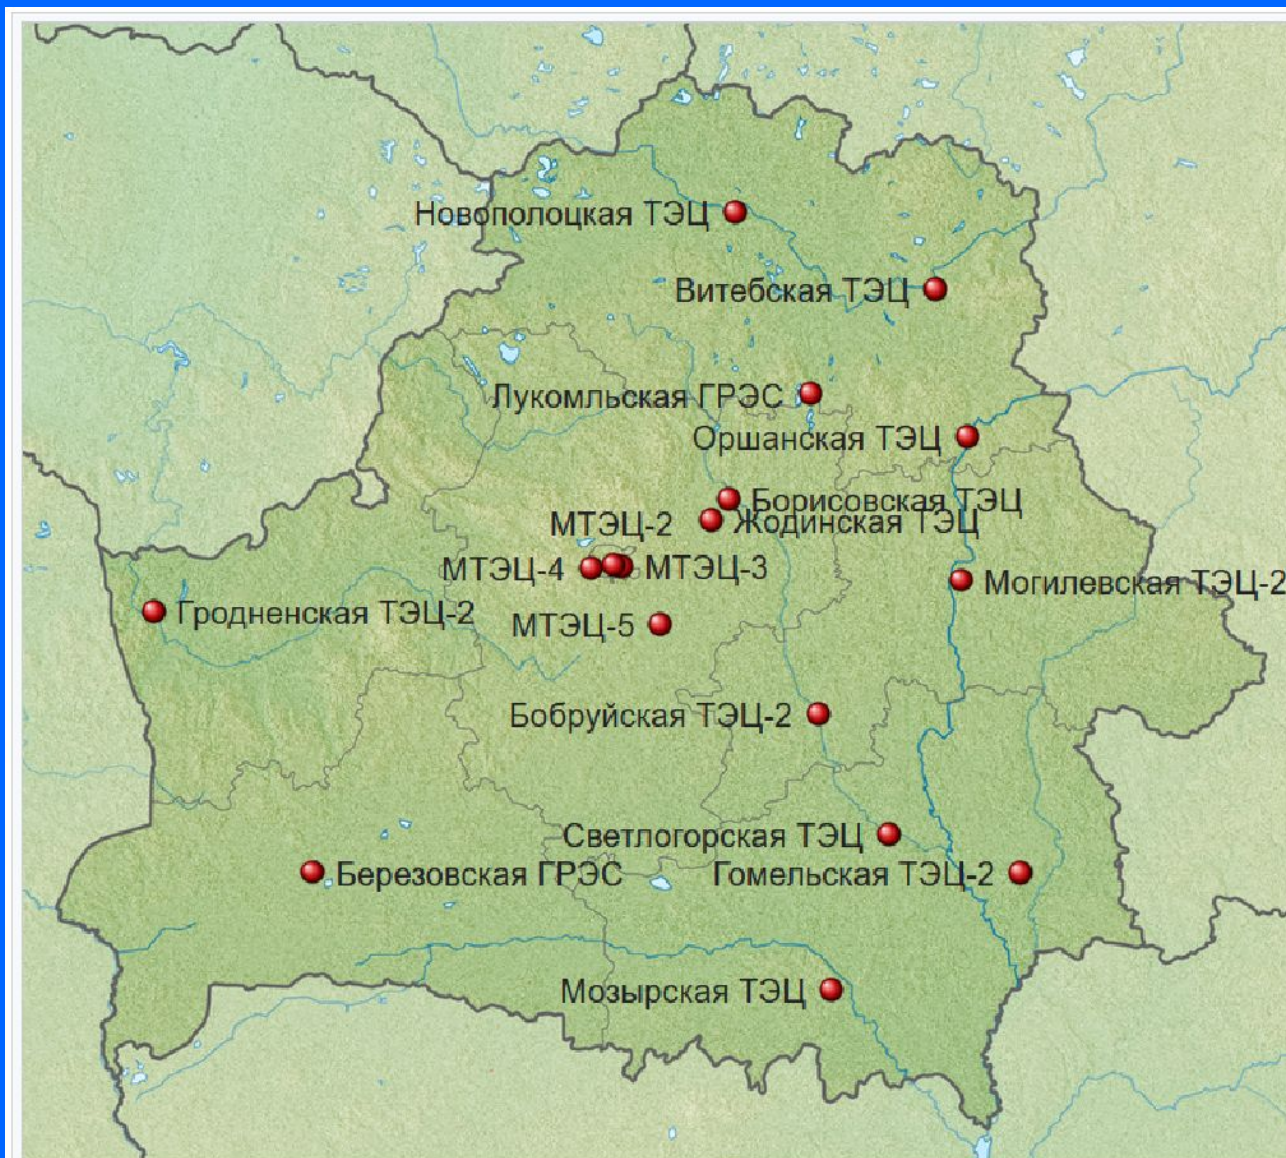 Новополоцкая ТЭЦ
Витебская ТЭЦ
Лукомльская ГРЭС
Оршанская ТЭЦ
Борисовская ТЭЦ
Жодинская ТЭЦ
МТЭЦ-2
МТЭЦ-4
МТЭЦ-3
Могилевская ТЭЦ-2
Гродненская ТЭЦ-2
МТЭЦ-5
Бобруйская ТЭЦ-2
Светлогорская ТЭЦ
Березовская ГРЭС
Гомельская ТЭЦ-2
Мозырская ТЭЦ